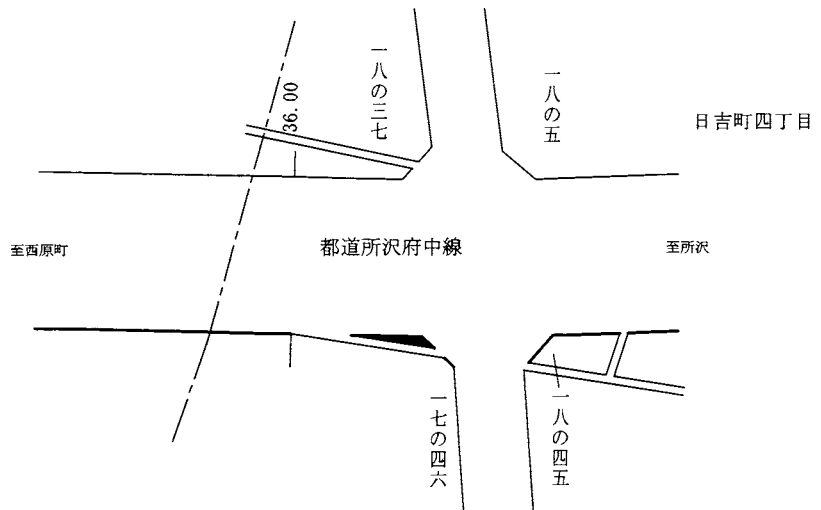 36.00
一八の三七
一八の五
日吉町四丁目
至西原町
都道所沢府中線
至所沢
一七の四六
一八の四五